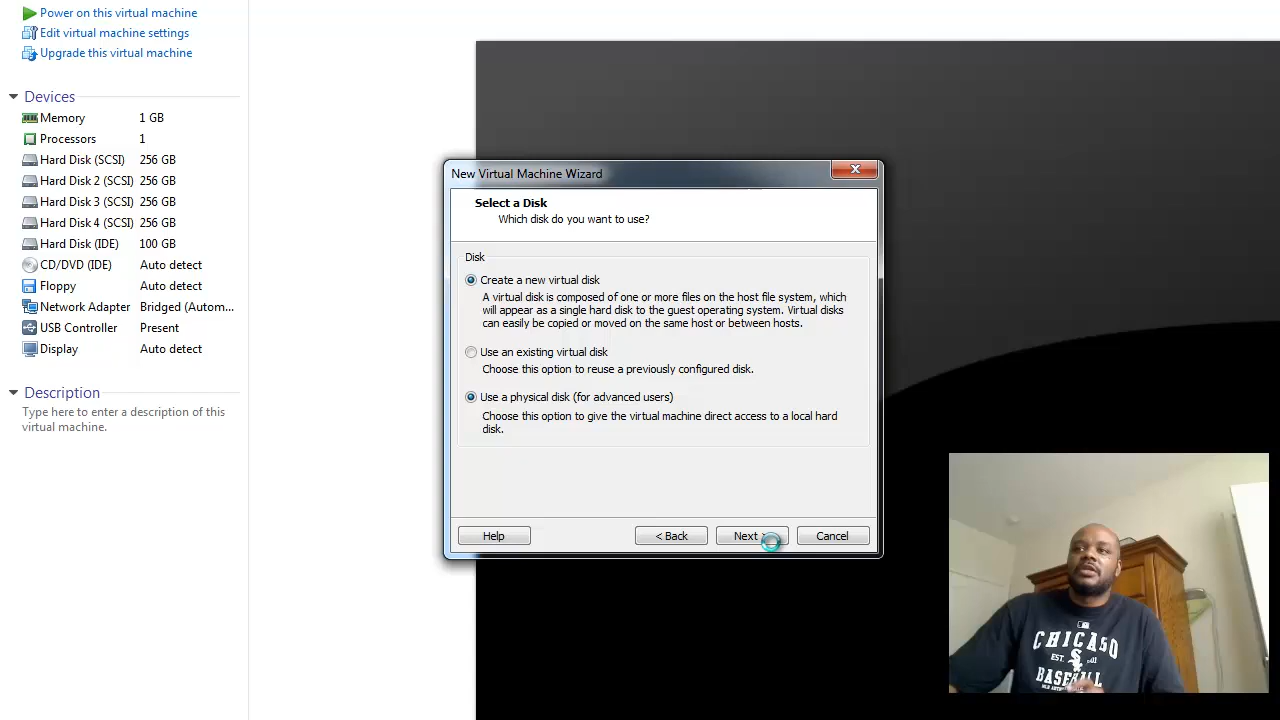 Power on this virtual machine
Edit virtual machine settings
Upgrade this virtual machine
Devices
Memory 1 GB
Processors 1
Hard Disk (SCSI) 256 GB
Hard Disk 2 (SCSI) 256 GB
Hard Disk 3 (SCSI) 256 GB
Hard Disk 4 (SCSI) 256 GB
Hard Disk (IDE) 100 GB
CD/DVD (IDE) Auto detect
Floppy Auto detect
Network Adapter Bridged (Autom...
USB Controller Present
Display Auto detect
Description
Type here to enter a description of this
virtual machine.
New Virtual Machine Wizard
Select a Disk
Which disk do you want to use?
Disk
Create a new virtual disk
A virtual disk is composed of one or more files on the host file system, which
will appear as a single hard disk to the guest operating system. Virtual disks
can easily be copied or moved on the same host or between hosts.
Use an existing virtual disk
Choose this option to reuse a previously configured disk.
Use a physical disk (for advanced users)
Choose this option to give the virtual machine direct access to a local hard
disk.
Help
< Back
Next
Cancel
CHICAGO
EST.
BASEBALL